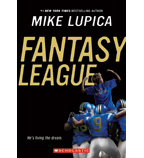 #1 NEW YORK TIMES BESTSELLING AUTHOR
MIKE LUPICA
FANTASY
LEAGUE
He's living the dream.
SCHOLASTIC